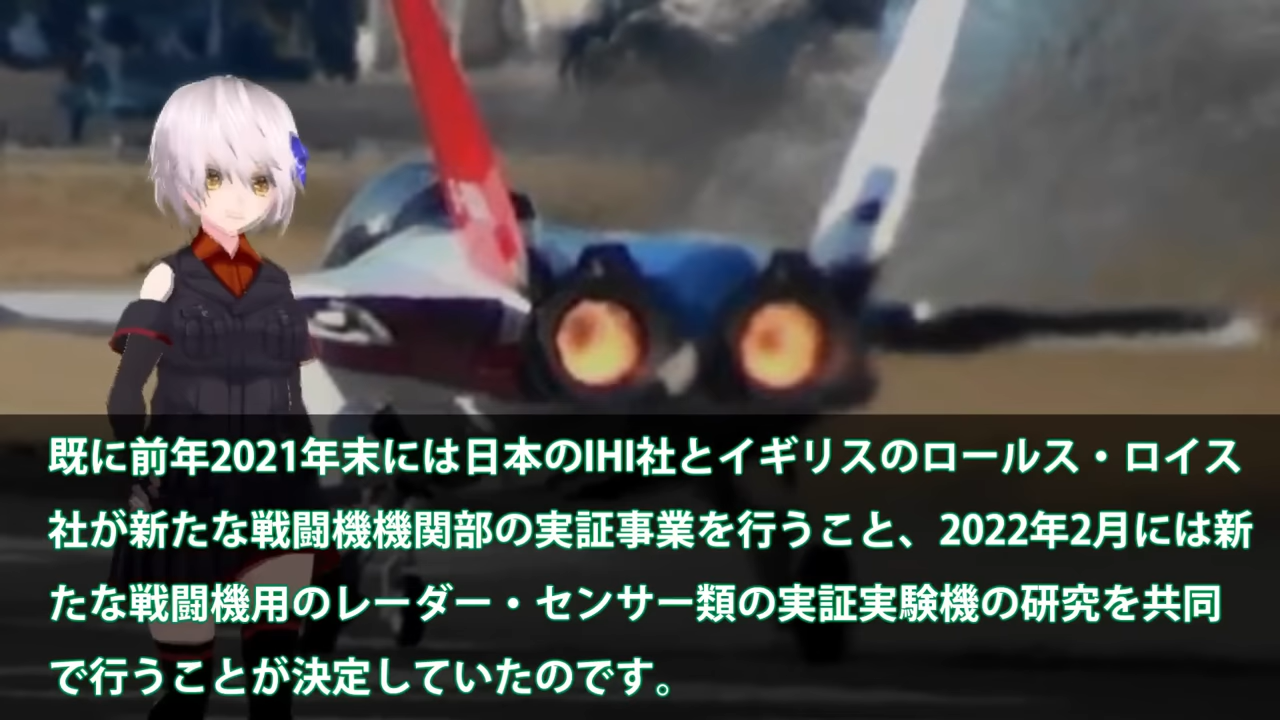 既に前年2021年末には日本のIHI社とイギリスのロールス・ロイス
社が新たな戦闘機機関部の実証事業を行うこと、2022年2月には新
たな戦闘機用のレーダー・センサー類の実証実験機の研究を共同
で行うことが決定していたのです。